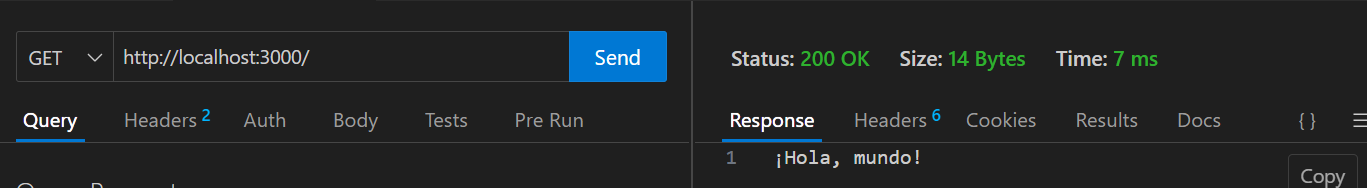 GET http://localhost:3000/ Send
Query Headers 2 Auth Body Tests Pre Run
Status: 200 OK Size: 14 Bytes Time: 7 ms
Response Headers 6 Cookies Results Docs { }
1 ¡Hola, mundo!
Copy